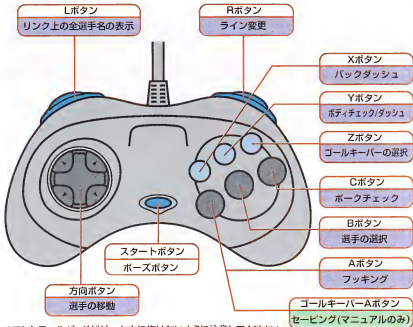 Lボタン
リンク上の全選手名の表示
Rボタン
ライン変更
Xボタン
バックダッシュ
Yボタン
ボディチェック/ダッシュ
Zボタン
ゴールキーパーの選択
Cボタン
ポークチェック
Bボタン
選手の選択
Aボタン
フッキング
スタートボタン
ポーズボタン
方向ボタン
選手の移動
ゴールキーパーAボタン
セービング(マニュアルのみ)